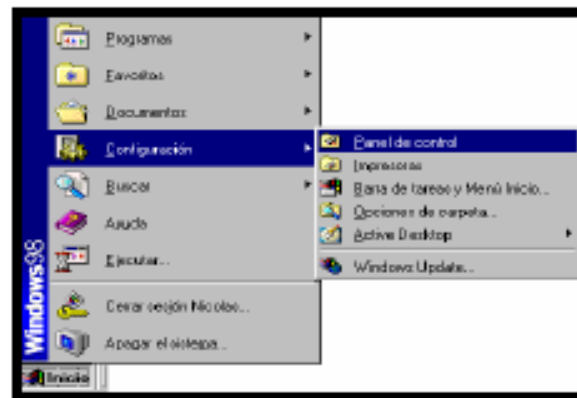 Programas
Favoritos
Documentos
Configuración
Buscar
Ayuda
Ejecutar...
Cerrar sesión Nicolas...
Apagar el sistema...
Panel de control
Impresoras
Barra de tareas y Menú Inicio...
Opciones de carpeta...
Active Desktop
Windows Update...
Windows98
Inicio